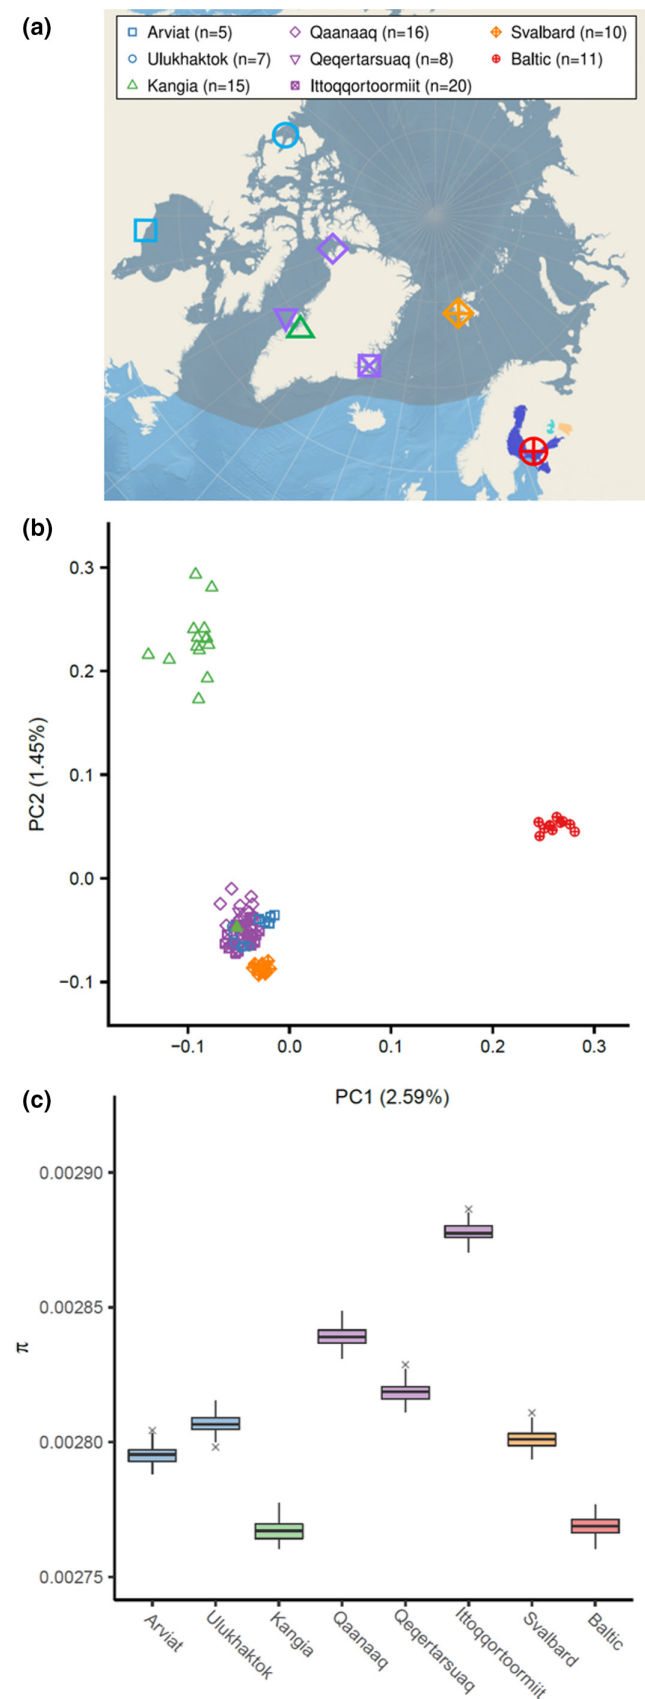 (a)
Arviat (n=5) Qaanaaq (n=16) Svalbard (n=10)
Ulukhaktok (n=7) Qeqertarsuaq (n=8) Baltic (n=11)
Kangia (n=15) Ittoqqortoormiit (n=20)
(b)
0.3
0.2
0.1
0.0
−0.1
PC2 (1.45%)
−0.1 0.0 0.1 0.2 0.3
PC1 (2.59%)
(c)
0.00290
0.00285
0.00280
0.00275
π
Arviat Ulukhaktok Kangia Qaanaaq Qeqertarsuaq Ittoqqortoormiit Svalbard Baltic